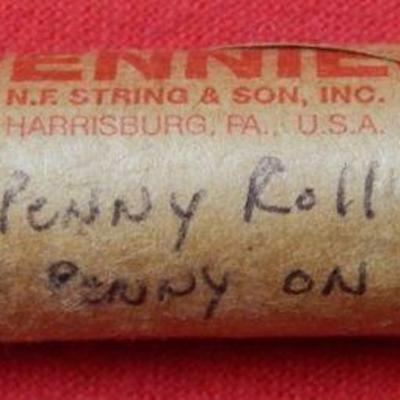 ENNIE
N.F. STRING & SON, INC.
HARRISBURG, PA., U.S.A.
Penny Roll"
Penny on